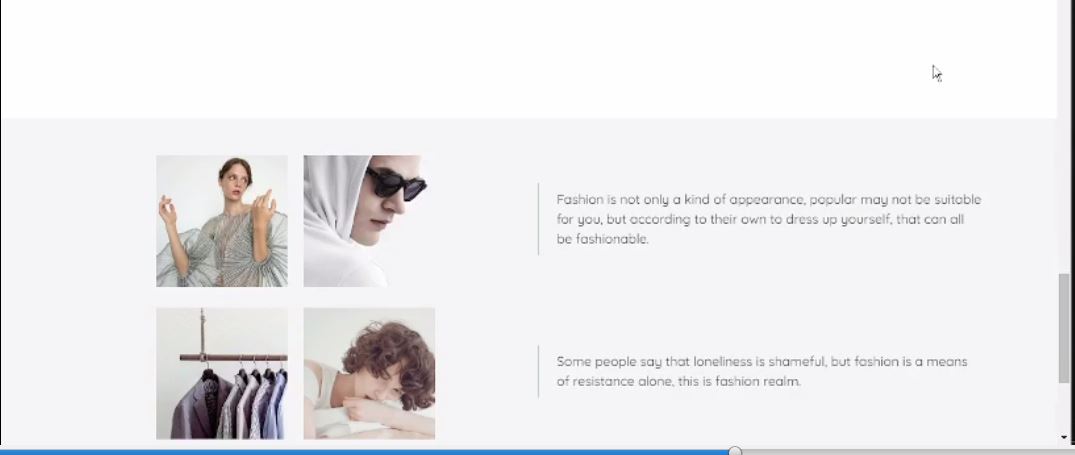 Fashion is not only a kind of appearance, popular may not be suitable
for you, but according to their own to dress up yourself, that can all
be fashionable.
Some people say that loneliness is shameful, but fashion is a means
of resistance alone, this is fashion realm.